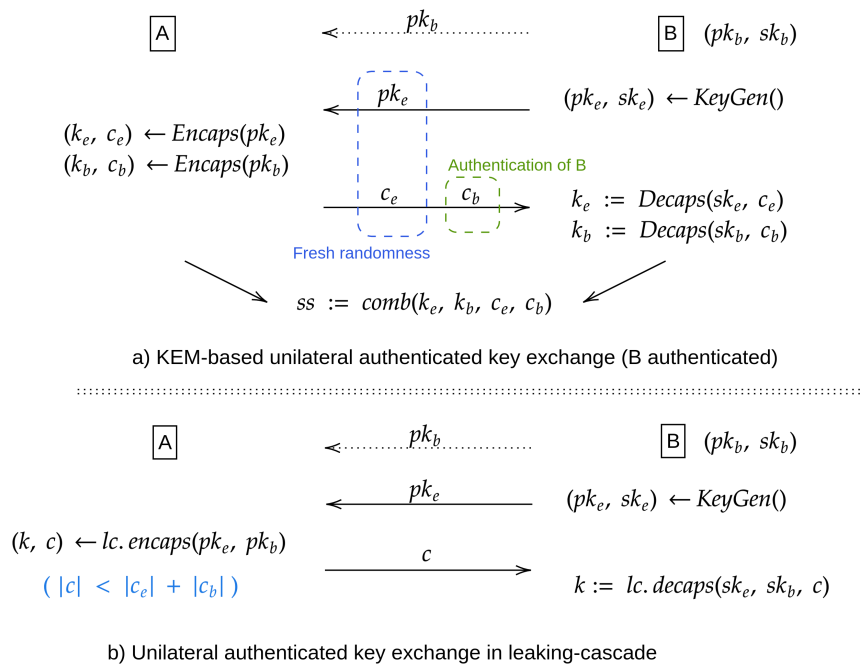 A
pk_b
B (pk_b, sk_b)
pk_e
(pk_e, sk_e) ← KeyGen()
(k_e, c_e) ← Encaps(pk_e)
(k_b, c_b) ← Encaps(pk_b)
Authentication of B
c_e
c_b
k_e := Decaps(sk_e, c_e)
k_b := Decaps(sk_b, c_b)
Fresh randomness
ss := comb(k_e, k_b, c_e, c_b)
a) KEM-based unilateral authenticated key exchange (B authenticated)
A
pk_b
B (pk_b, sk_b)
pk_e
(pk_e, sk_e) ← KeyGen()
(k, c) ← lc.encaps(pk_e, pk_b)
c
( |c| < |c_e| + |c_b| )
k := lc.decaps(sk_e, sk_b, c)
b) Unilateral authenticated key exchange in leaking-cascade